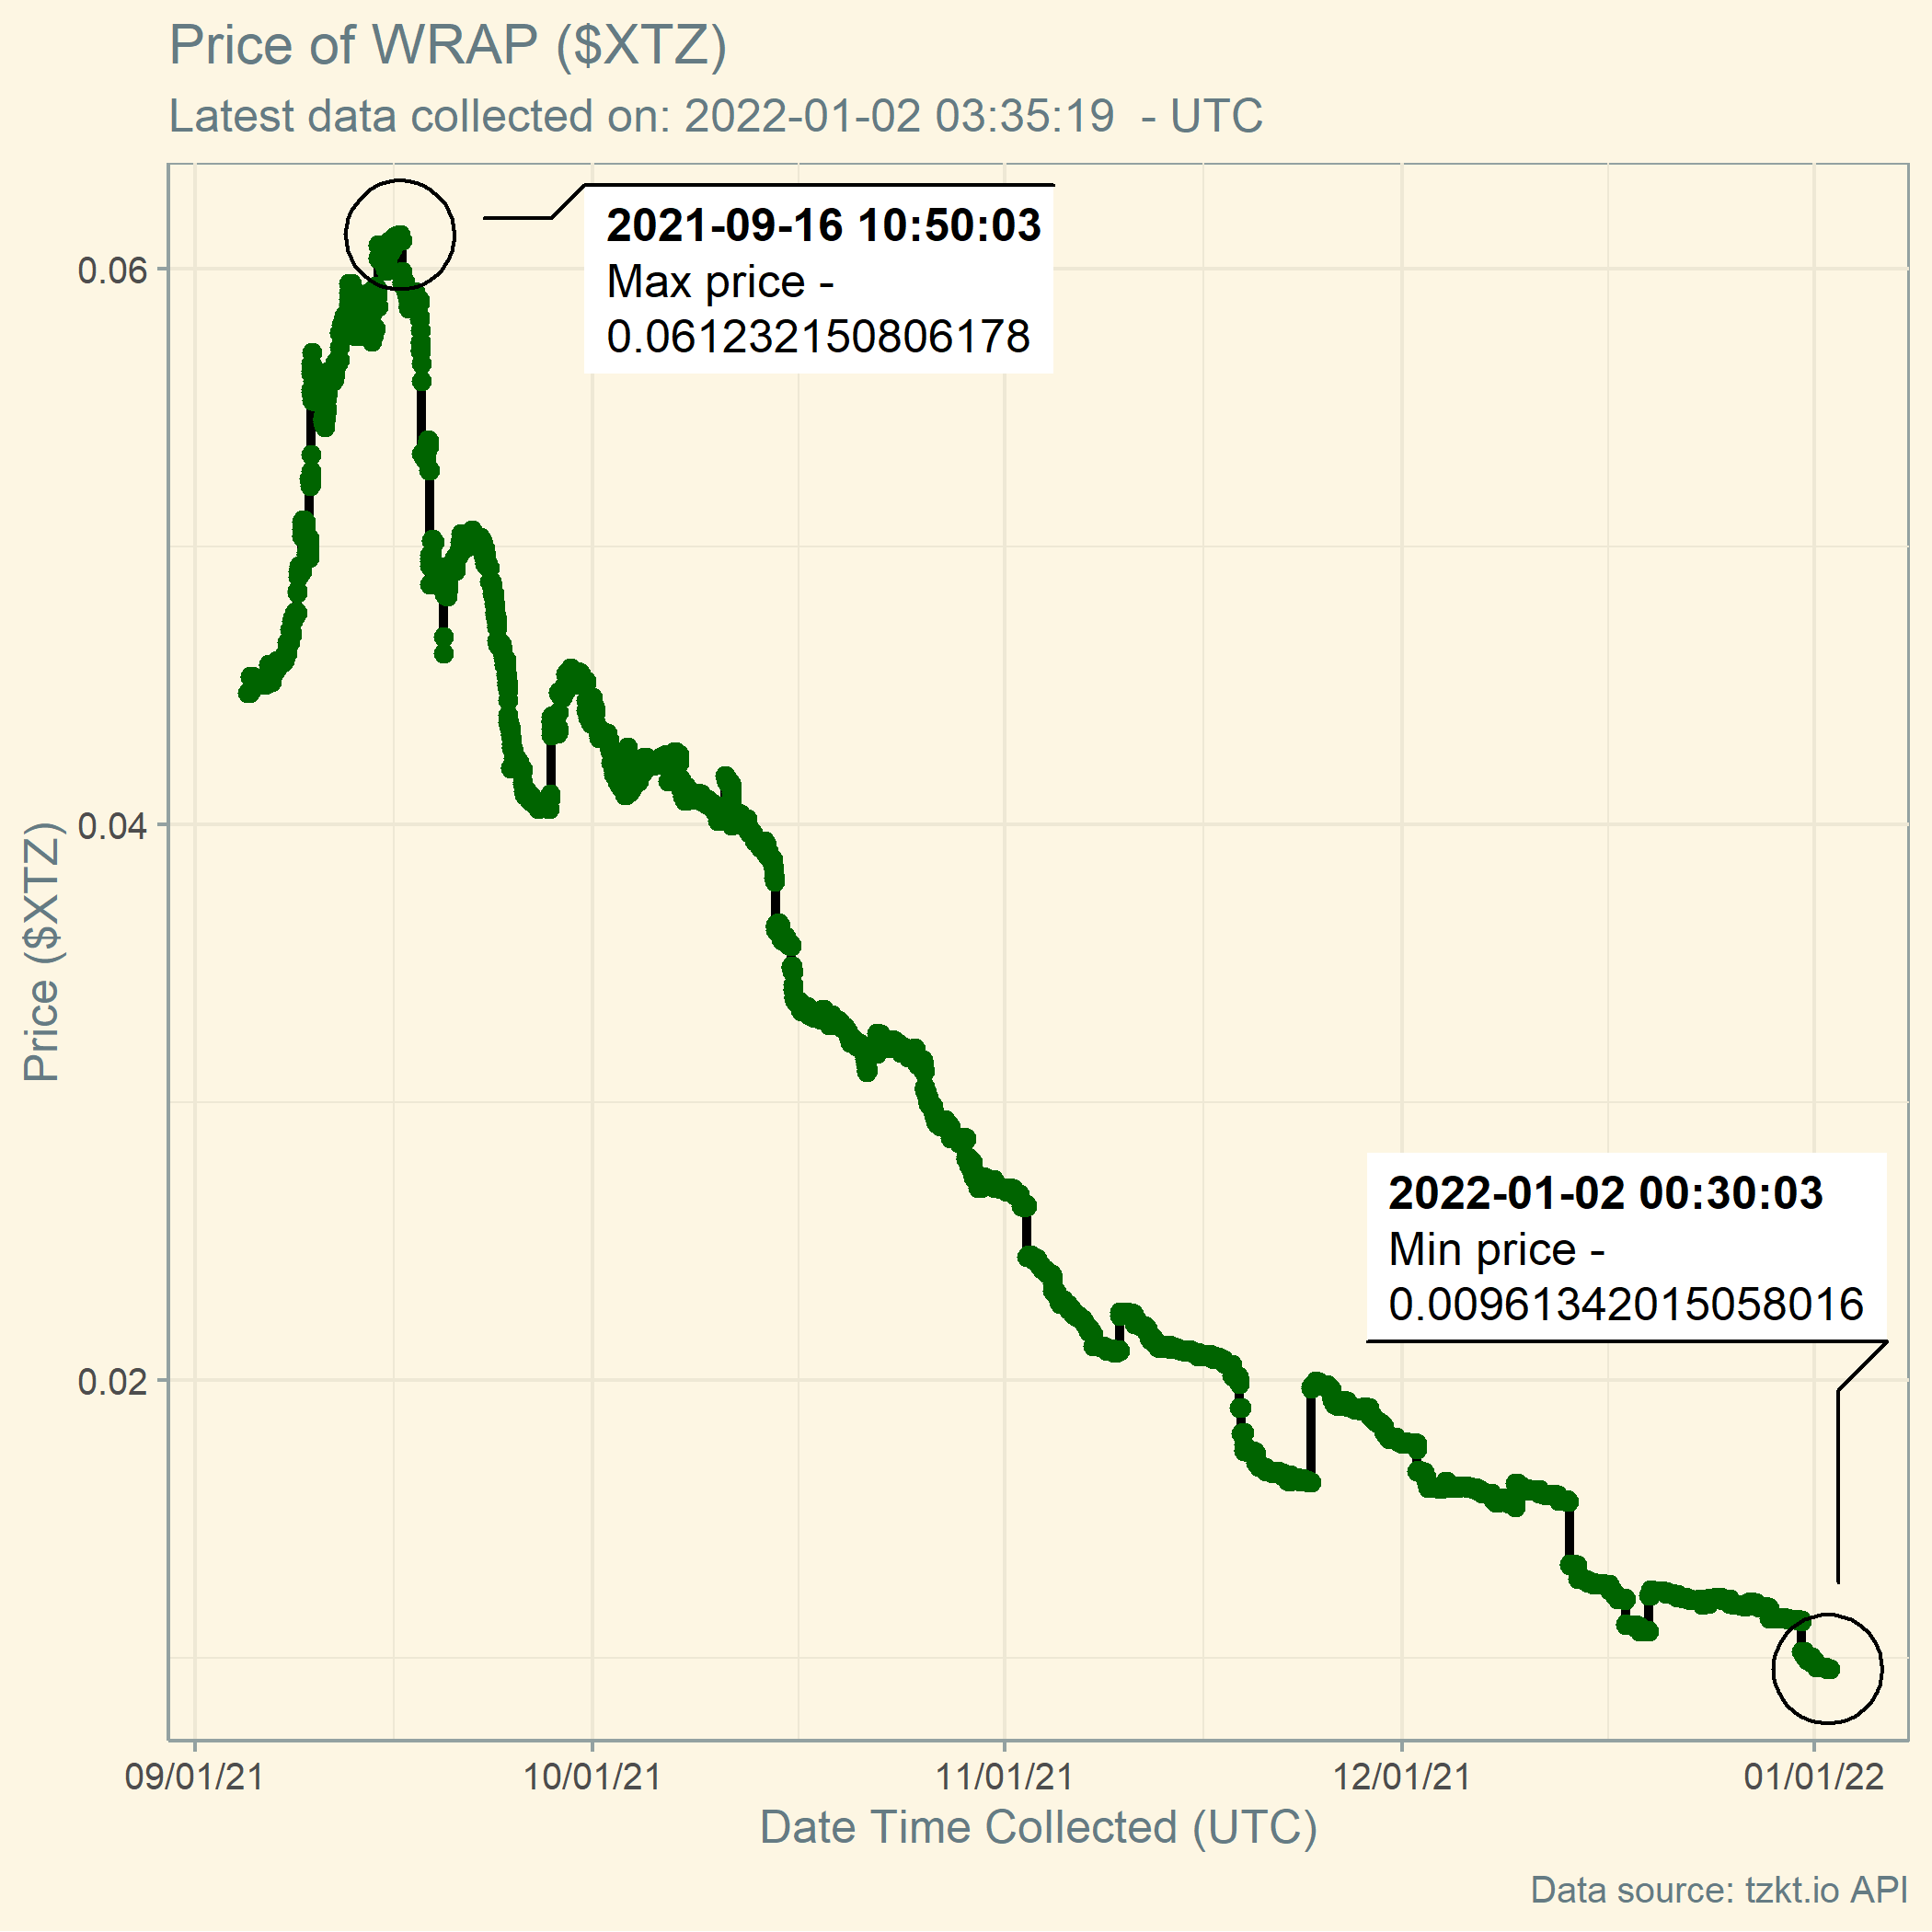 Price of WRAP ($XTZ)
Latest data collected on: 2022-01-02 03:35:19  - UTC
2021-09-16 10:50:03
Max price -
0.061232150806178
0.06
0.04
0.02
Price ($XTZ)
2022-01-02 00:30:03
Min price -
0.00961342015058016
09/01/21
10/01/21
11/01/21
12/01/21
01/01/22
Date Time Collected (UTC)
Data source: tzkt.io API